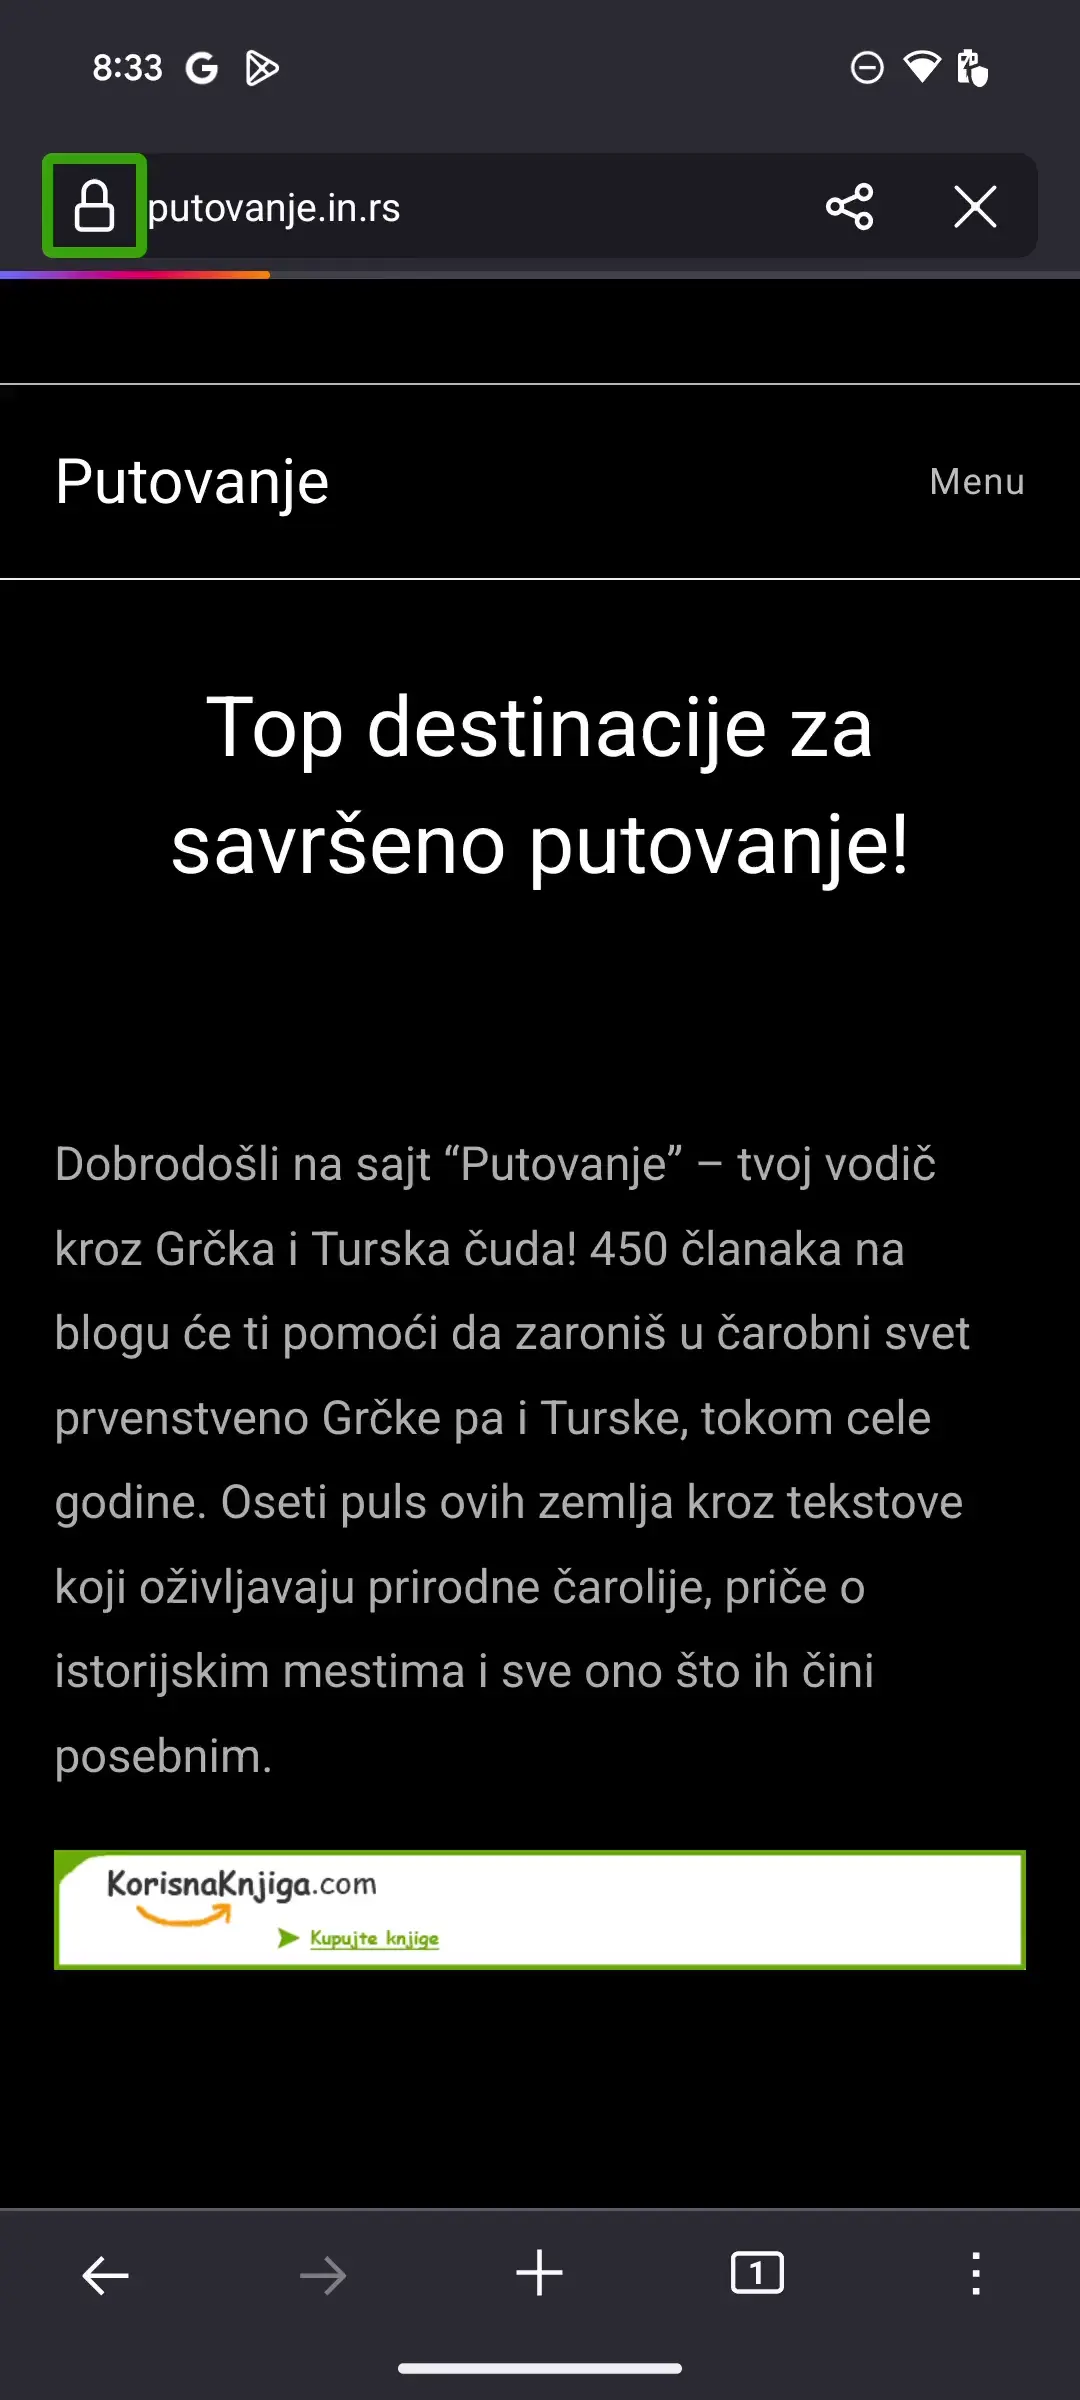 8:33
putovanje.in.rs
Putovanje
Menu
Top destinacije za
savršeno putovanje!
Dobrodošli na sajt “Putovanje” – tvoj vodič
kroz Grčka i Turska čuda! 450 članaka na
blogu će ti pomoći da zaroniš u čarobni svet
prvenstveno Grčke pa i Turske, tokom cele
godine. Oseti puls ovih zemlja kroz tekstove
koji oživljavaju prirodne čarolije, priče o
istorijskim mestima i sve ono što ih čini
posebnim.
KorisnaKnjiga.com
Kupujte knjige
1